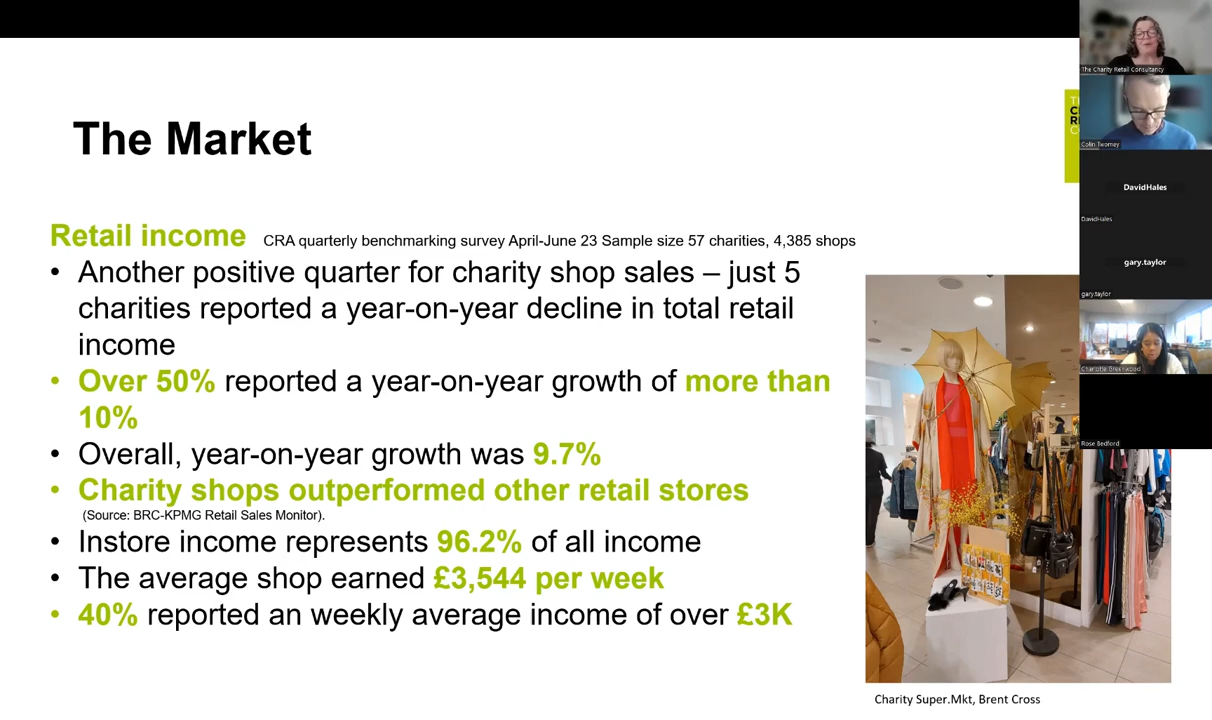 The Market
Retail income CRA quarterly benchmarking survey April-June 23 Sample size 57 charities, 4,385 shops
• Another positive quarter for charity shop sales – just 5
charities reported a year-on-year decline in total retail
income
• Over 50% reported a year-on-year growth of more than
10%
• Overall, year-on-year growth was 9.7%
• Charity shops outperformed other retail stores
(Source: BRC-KPMG Retail Sales Monitor).
• Instore income represents 96.2% of all income
• The average shop earned £3,544 per week
• 40% reported an weekly average income of over £3K
Charity Super.Mkt, Brent Cross
The Charity Retail Consultancy
Colin Twomey
DavidHales
DavidHales
gary.taylor
gary.taylor
Charlotte Greenwood
Rose Bedford